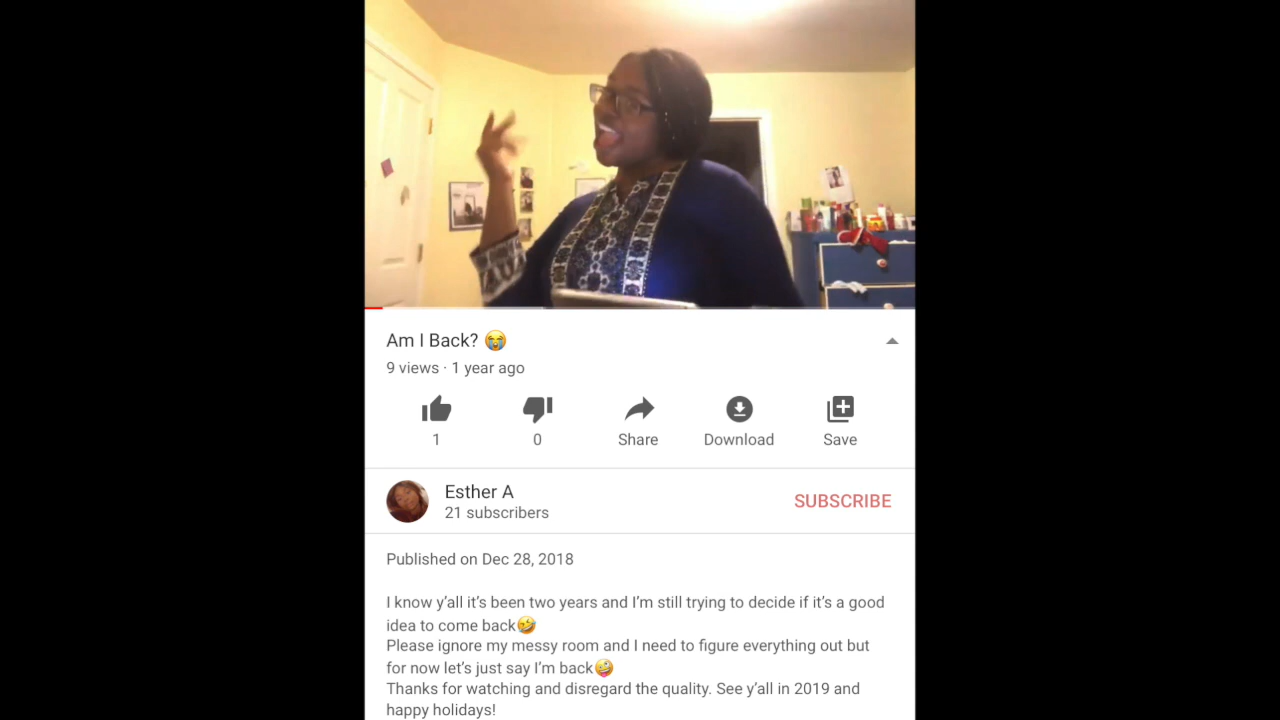 Am I Back? 😭
9 views · 1 year ago
1
0
Share
Download
Save
Esther A
21 subscribers
SUBSCRIBE
Published on Dec 28, 2018
I know y’all it’s been two years and I’m still trying to decide if it’s a good
idea to come back🤣
Please ignore my messy room and I need to figure everything out but
for now let’s just say I’m back🤪
Thanks for watching and disregard the quality. See y’all in 2019 and
happy holidays!